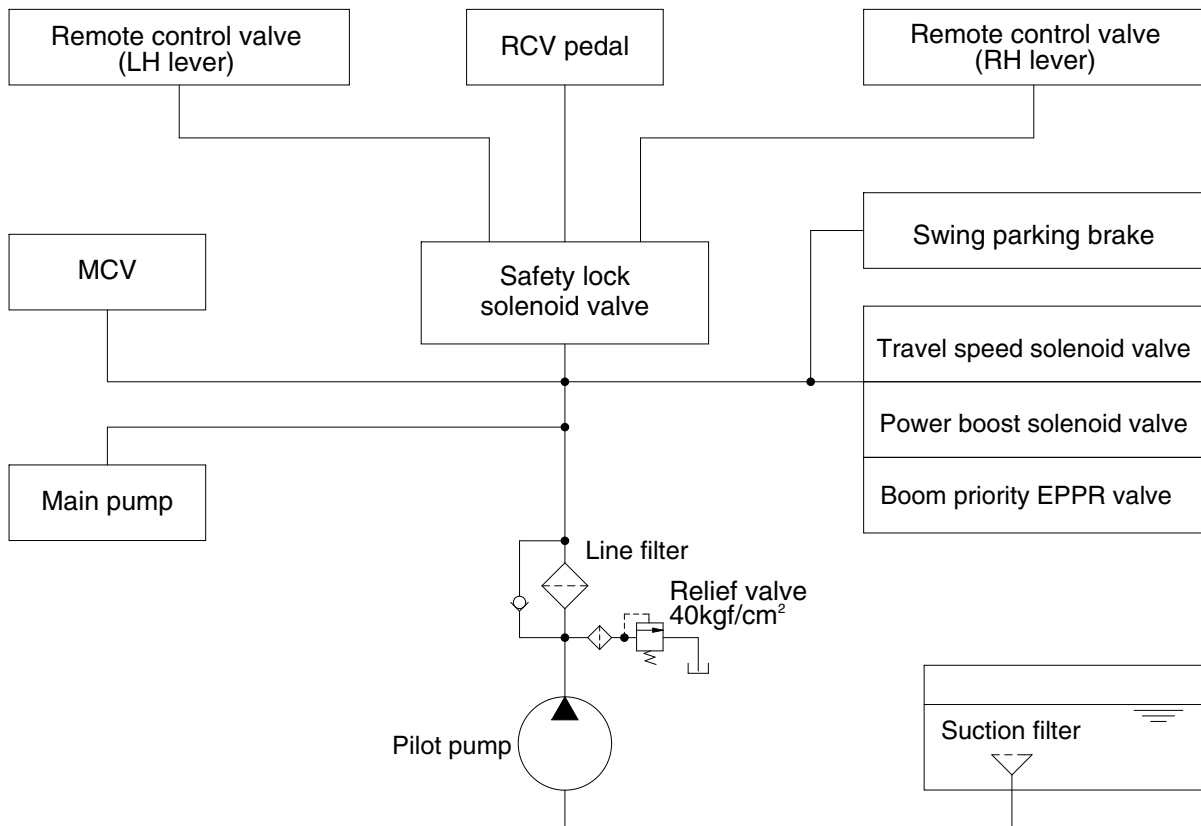 Remote control valve
(LH lever)
RCV pedal
Remote control valve
(RH lever)
Swing parking brake
MCV
Safety lock
solenoid valve
Travel speed solenoid valve
Power boost solenoid valve
Main pump
Boom priority EPPR valve
Line filter
Relief valve
40kgf/cm²
Pilot pump
Suction filter